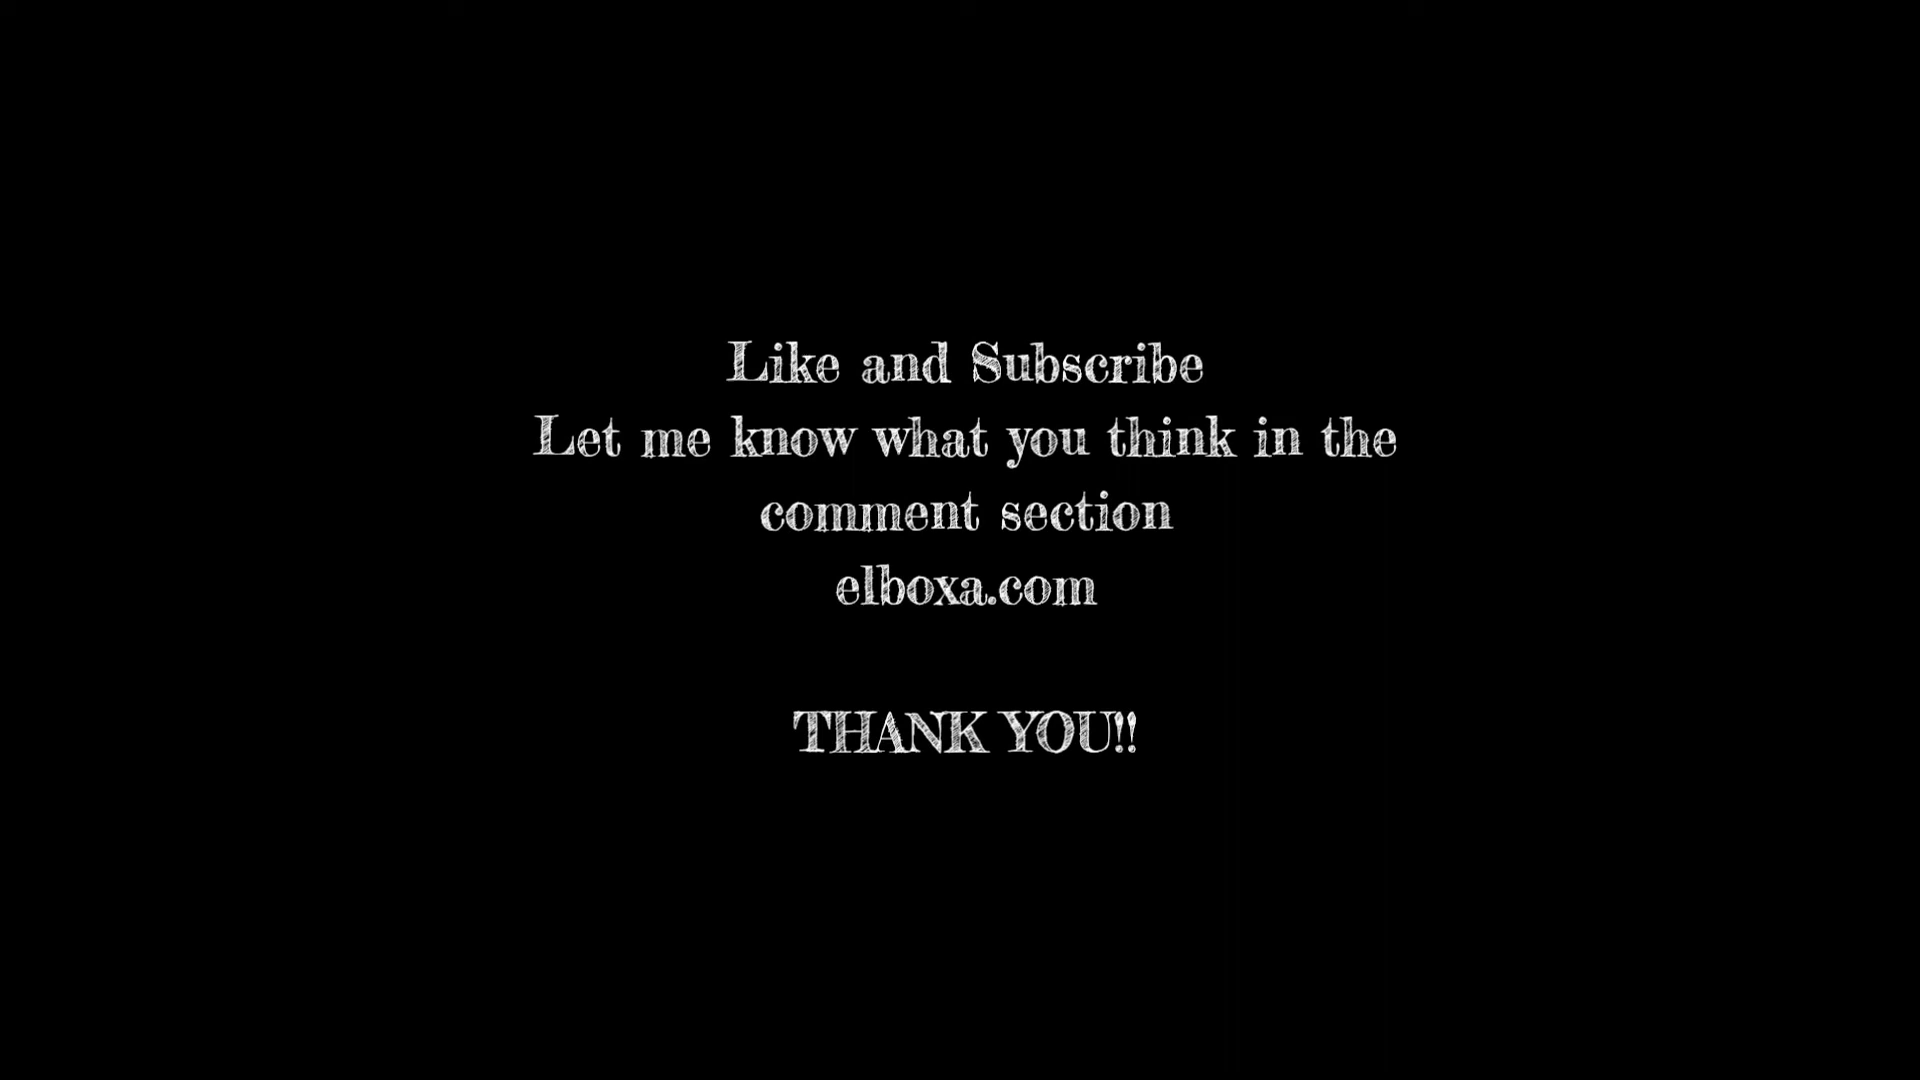 Like and Subscribe
Let me know what you think in the
comment section
elboxa.com
THANK YOU!!